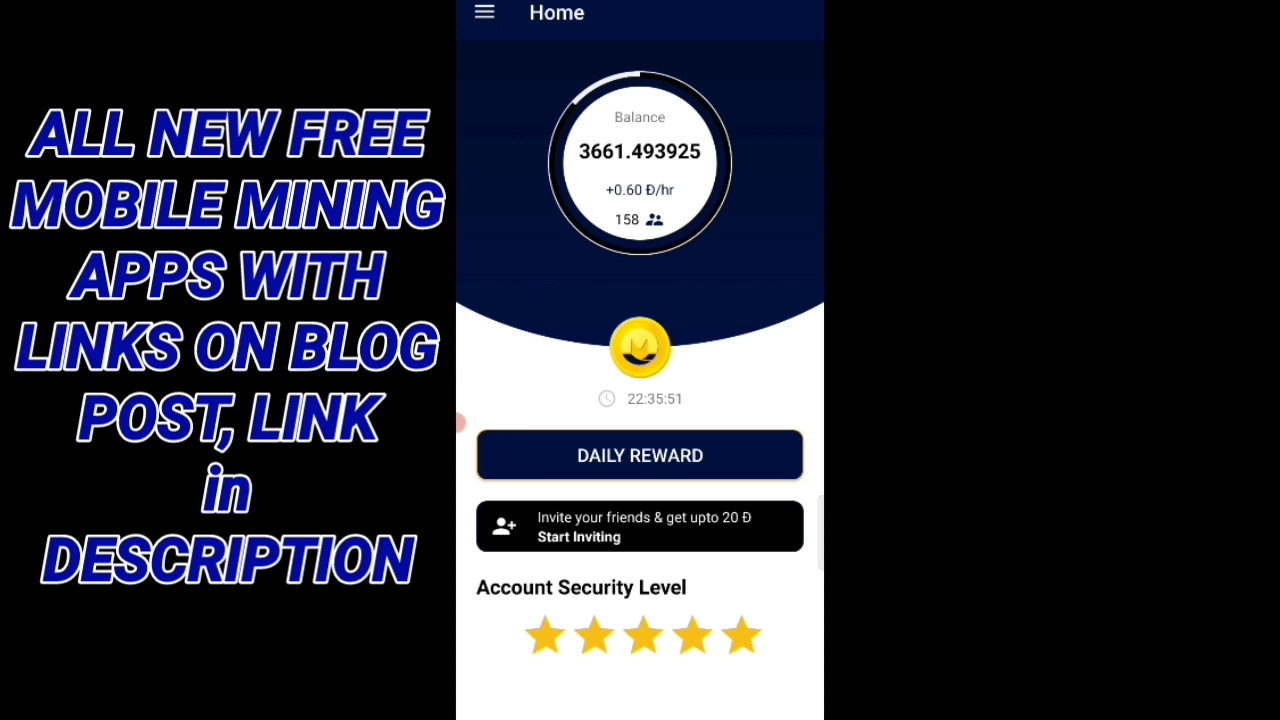 ALL NEW FREE
MOBILE MINING
APPS WITH
LINKS ON BLOG
POST, LINK
in
DESCRIPTION
Home
Balance
3661.493925
+0.60 Đ/hr
158
22:35:51
DAILY REWARD
Invite your friends & get upto 20 Đ
Start Inviting
Account Security Level